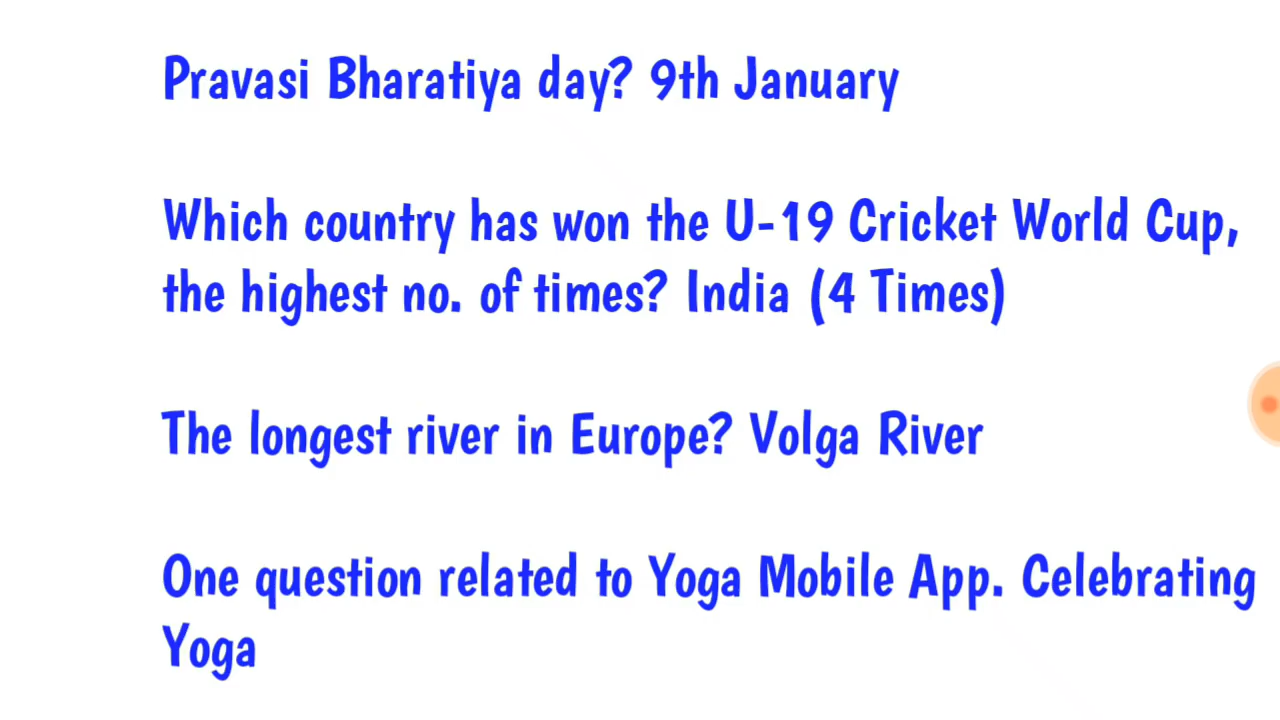 Pravasi Bharatiya day? 9th January
Which country has won the U-19 Cricket World Cup,
the highest no. of times? India (4 Times)
The longest river in Europe? Volga River
One question related to Yoga Mobile App. Celebrating
Yoga